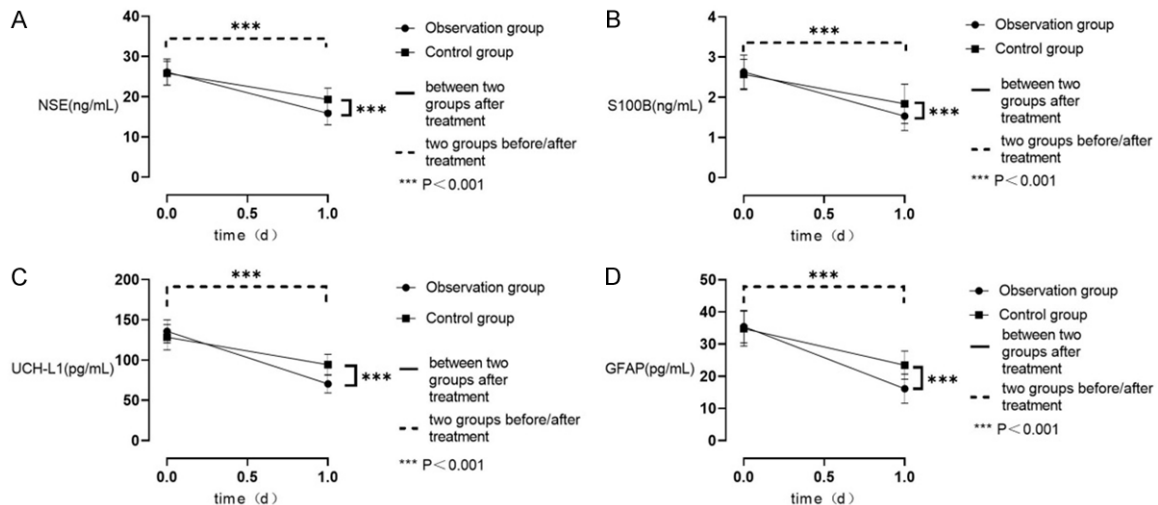 A
40
30
20
10
0
NSE(ng/mL)
***
***
0.0 0.5 1.0
time（d）
Observation group
Control group
between two
groups after
treatment
two groups before/after
treatment
*** P＜0.001
B
4
3
2
1
0
S100B(ng/mL)
***
***
0.0 0.5 1.0
time（d）
Observation group
Control group
between two
groups after
treatment
two groups before/after
treatment
*** P＜0.001
C
200
150
100
50
0
UCH-L1(pg/mL)
***
***
0.0 0.5 1.0
time（d）
Observation group
Control group
between two
groups after
treatment
two groups before/after
treatment
*** P＜0.001
D
50
40
30
20
10
0
GFAP(pg/mL)
***
***
0.0 0.5 1.0
time（d）
Observation group
Control group
between two
groups after
treatment
two groups before/after
treatment
*** P＜0.001